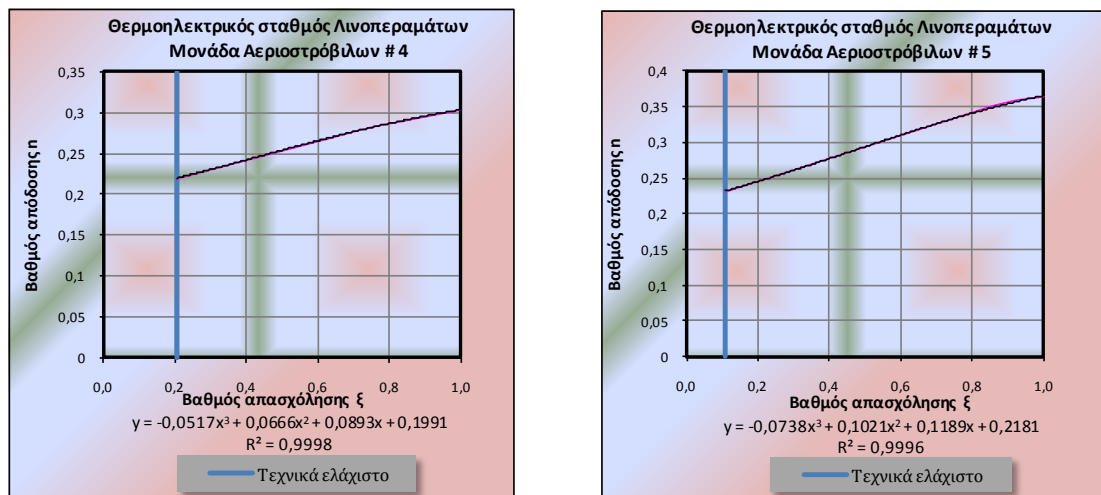 Θερμοηλεκτρικός σταθμός Λινοπεραμάτων
Μονάδα Αεριοστρόβιλων # 4
Βαθμός απόδοσης n
0,35
0,3
0,25
0,2
0,15
0,1
0,05
0
0,0 0,2 0,4 0,6 0,8 1,0
Βαθμός απασχόλησης ξ
y = -0,0517x³ + 0,0666x² + 0,0893x + 0,1991
R² = 0,9998
Τεχνικά ελάχιστο
Θερμοηλεκτρικός σταθμός Λινοπεραμάτων
Μονάδα Αεριοστρόβιλων # 5
Βαθμός απόδοσης n
0,4
0,35
0,3
0,25
0,2
0,15
0,1
0,05
0
0,0 0,2 0,4 0,6 0,8 1,0
Βαθμός απασχόλησης ξ
y = -0,0738x³ + 0,1021x² + 0,1189x + 0,2181
R² = 0,9996
Τεχνικά ελάχιστο